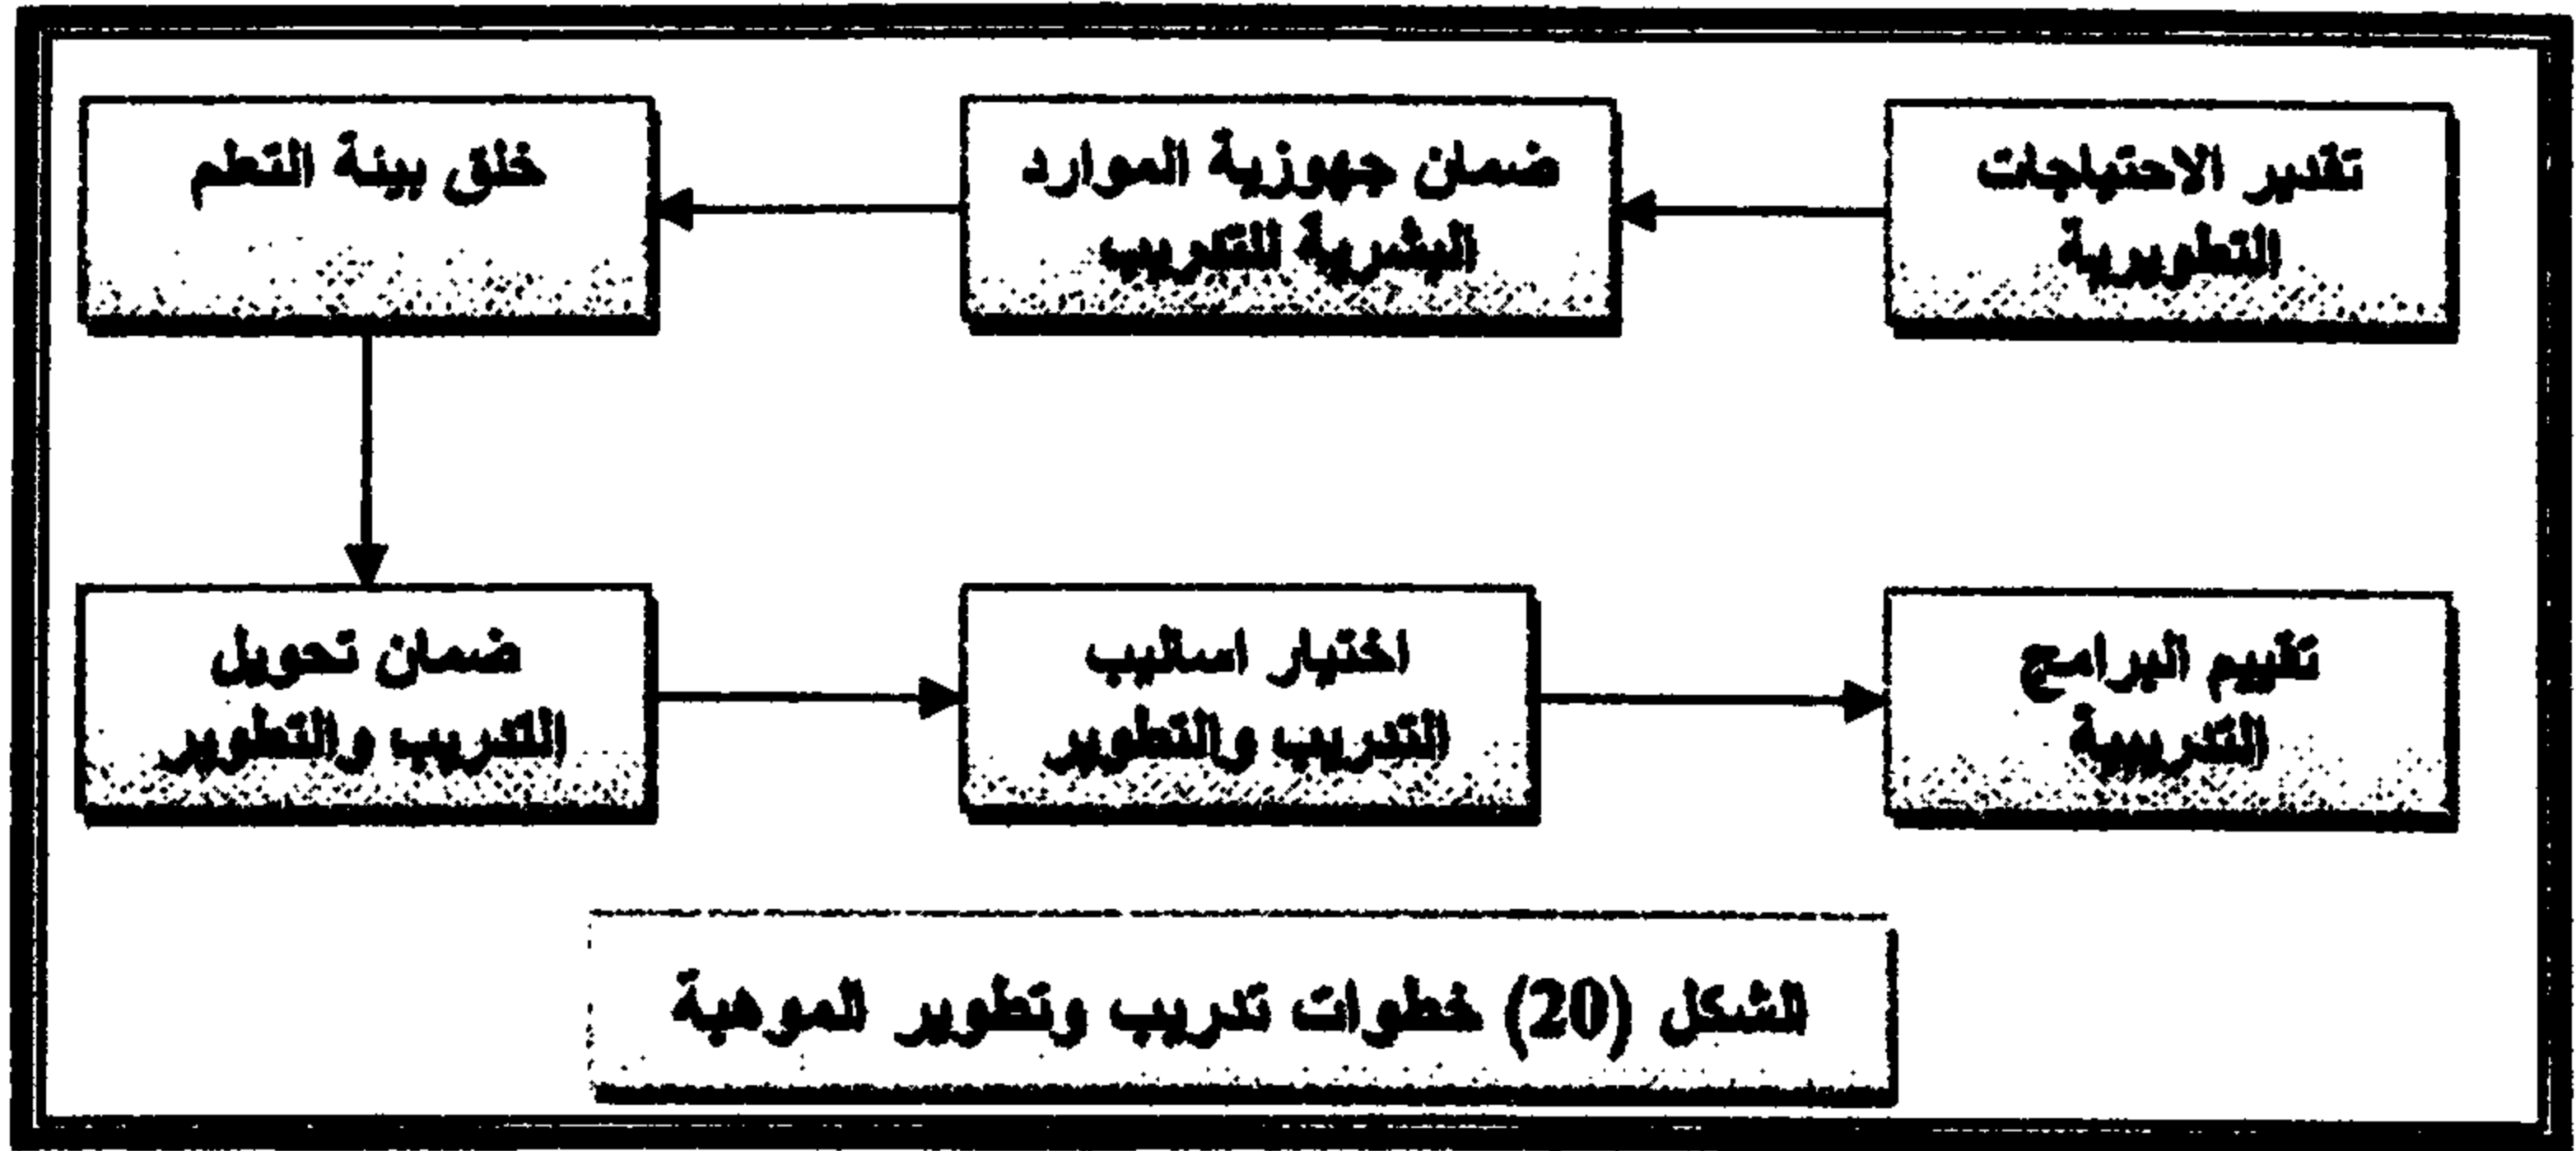 تقدير الاحتياجات
التطويرية
ضمان جهوزية الموارد
البشرية للتدريب
خلق بيئة التعلم
ضمان تحويل
التدريب والتطوير
اختيار اساليب
التدريب والتطوير
تقييم البرامج
التدريبية
الشكل (20) خطوات تدريب وتطوير الموهبة